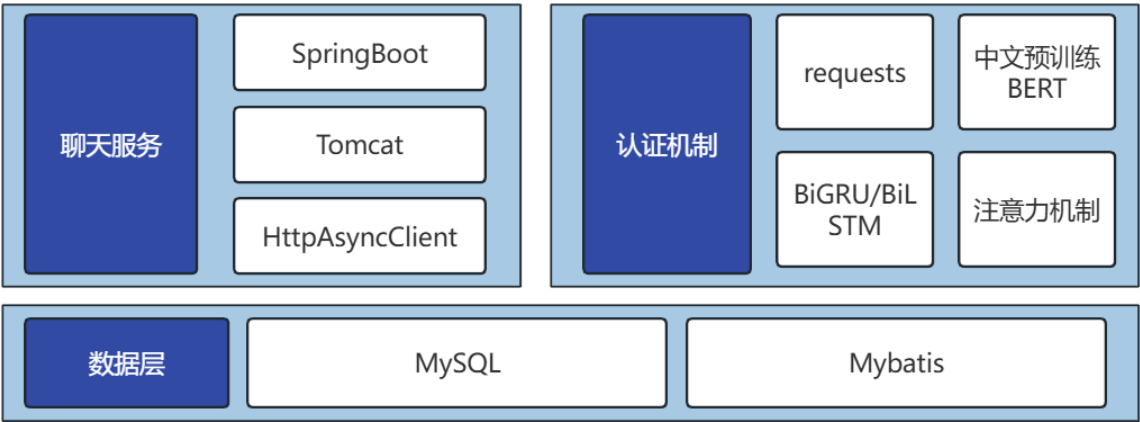 聊天服务
SpringBoot
Tomcat
HttpAsyncClient
认证机制
requests
中文预训练
BERT
BiGRU/BiL
STM
注意力机制
数据层
MySQL
Mybatis